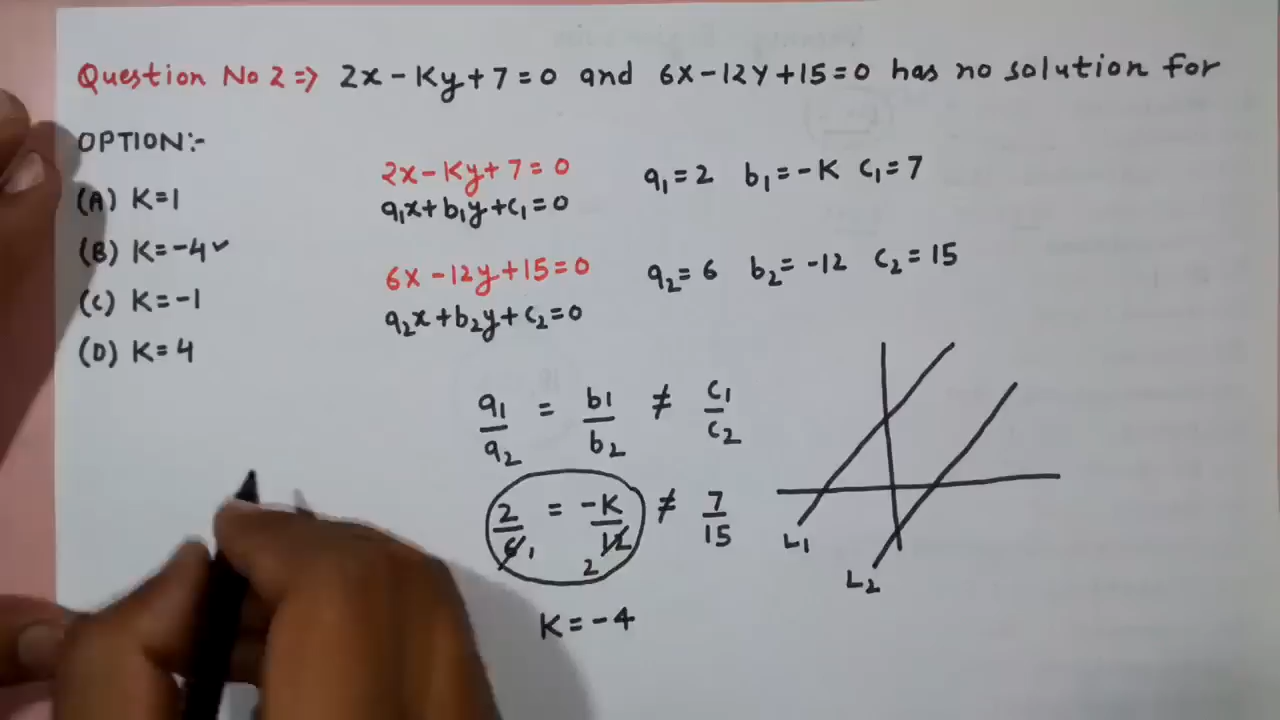 Question No 2 => 2x - Ky + 7 = 0 and 6x - 12y + 15 = 0 has no solution for
OPTION:-
(A) K=1
(B) K=-4 ✓
(C) K=-1
(D) K=4
2x - Ky + 7 = 0
a₁x + b₁y + c₁ = 0
a₁ = 2 b₁ = -K c₁ = 7
6x - 12y + 15 = 0
a₂x + b₂y + c₂ = 0
a₂ = 6 b₂ = -12 c₂ = 15
a₁/a₂ = b₁/b₂ ≠ c₁/c₂
2/6 1 = -K/12 2 ≠ 7/15
K = -4
L₁
L₂